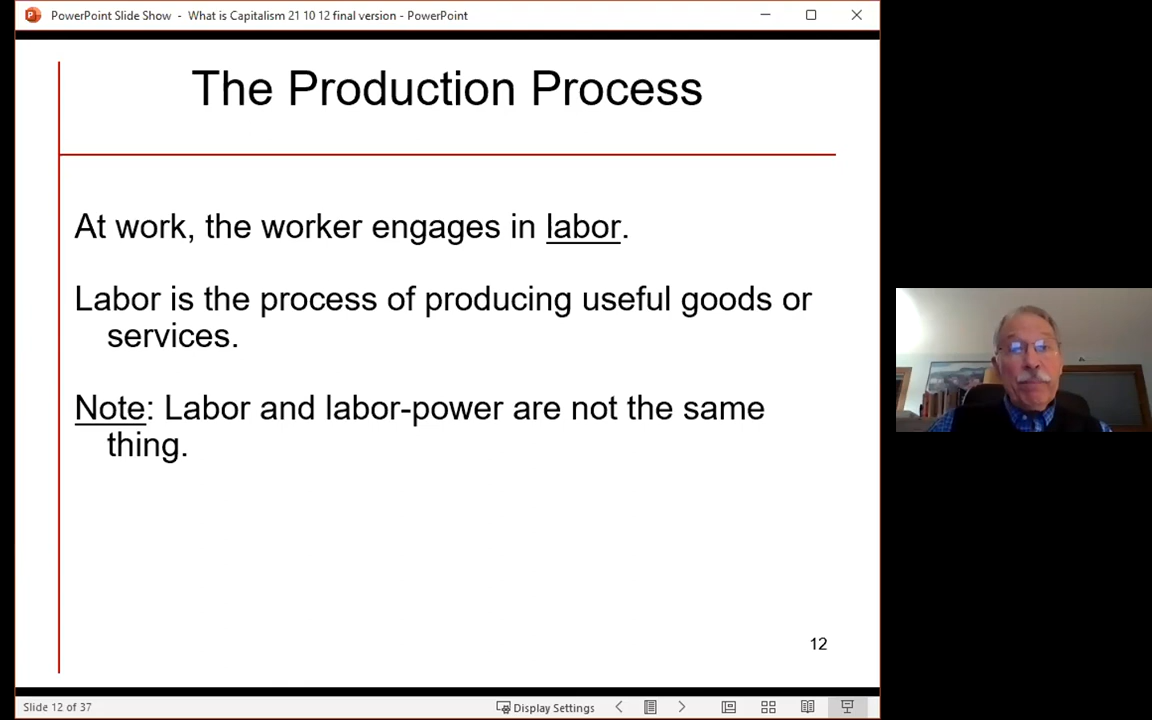 PowerPoint Slide Show - What is Capitalism 21 10 12 final version - PowerPoint
The Production Process
At work, the worker engages in labor.
Labor is the process of producing useful goods or
services.
Note: Labor and labor-power are not the same
thing.
12
Slide 12 of 37
Display Settings